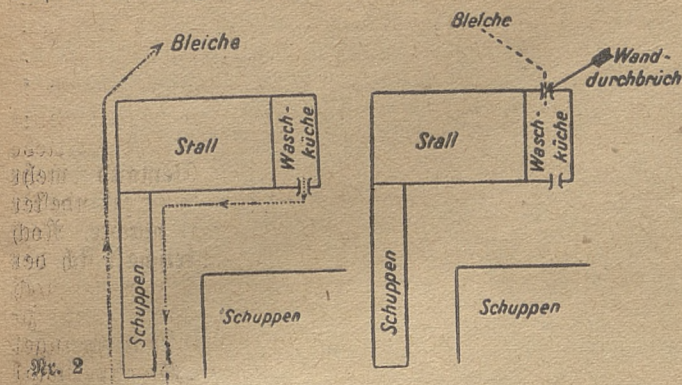 Bleiche
Stall
Wasch-
küche
Schuppen
Schuppen
Nr. 2
Bleiche
Wand-
durchbruch
Stall
Wasch-
küche
Schuppen
Schuppen